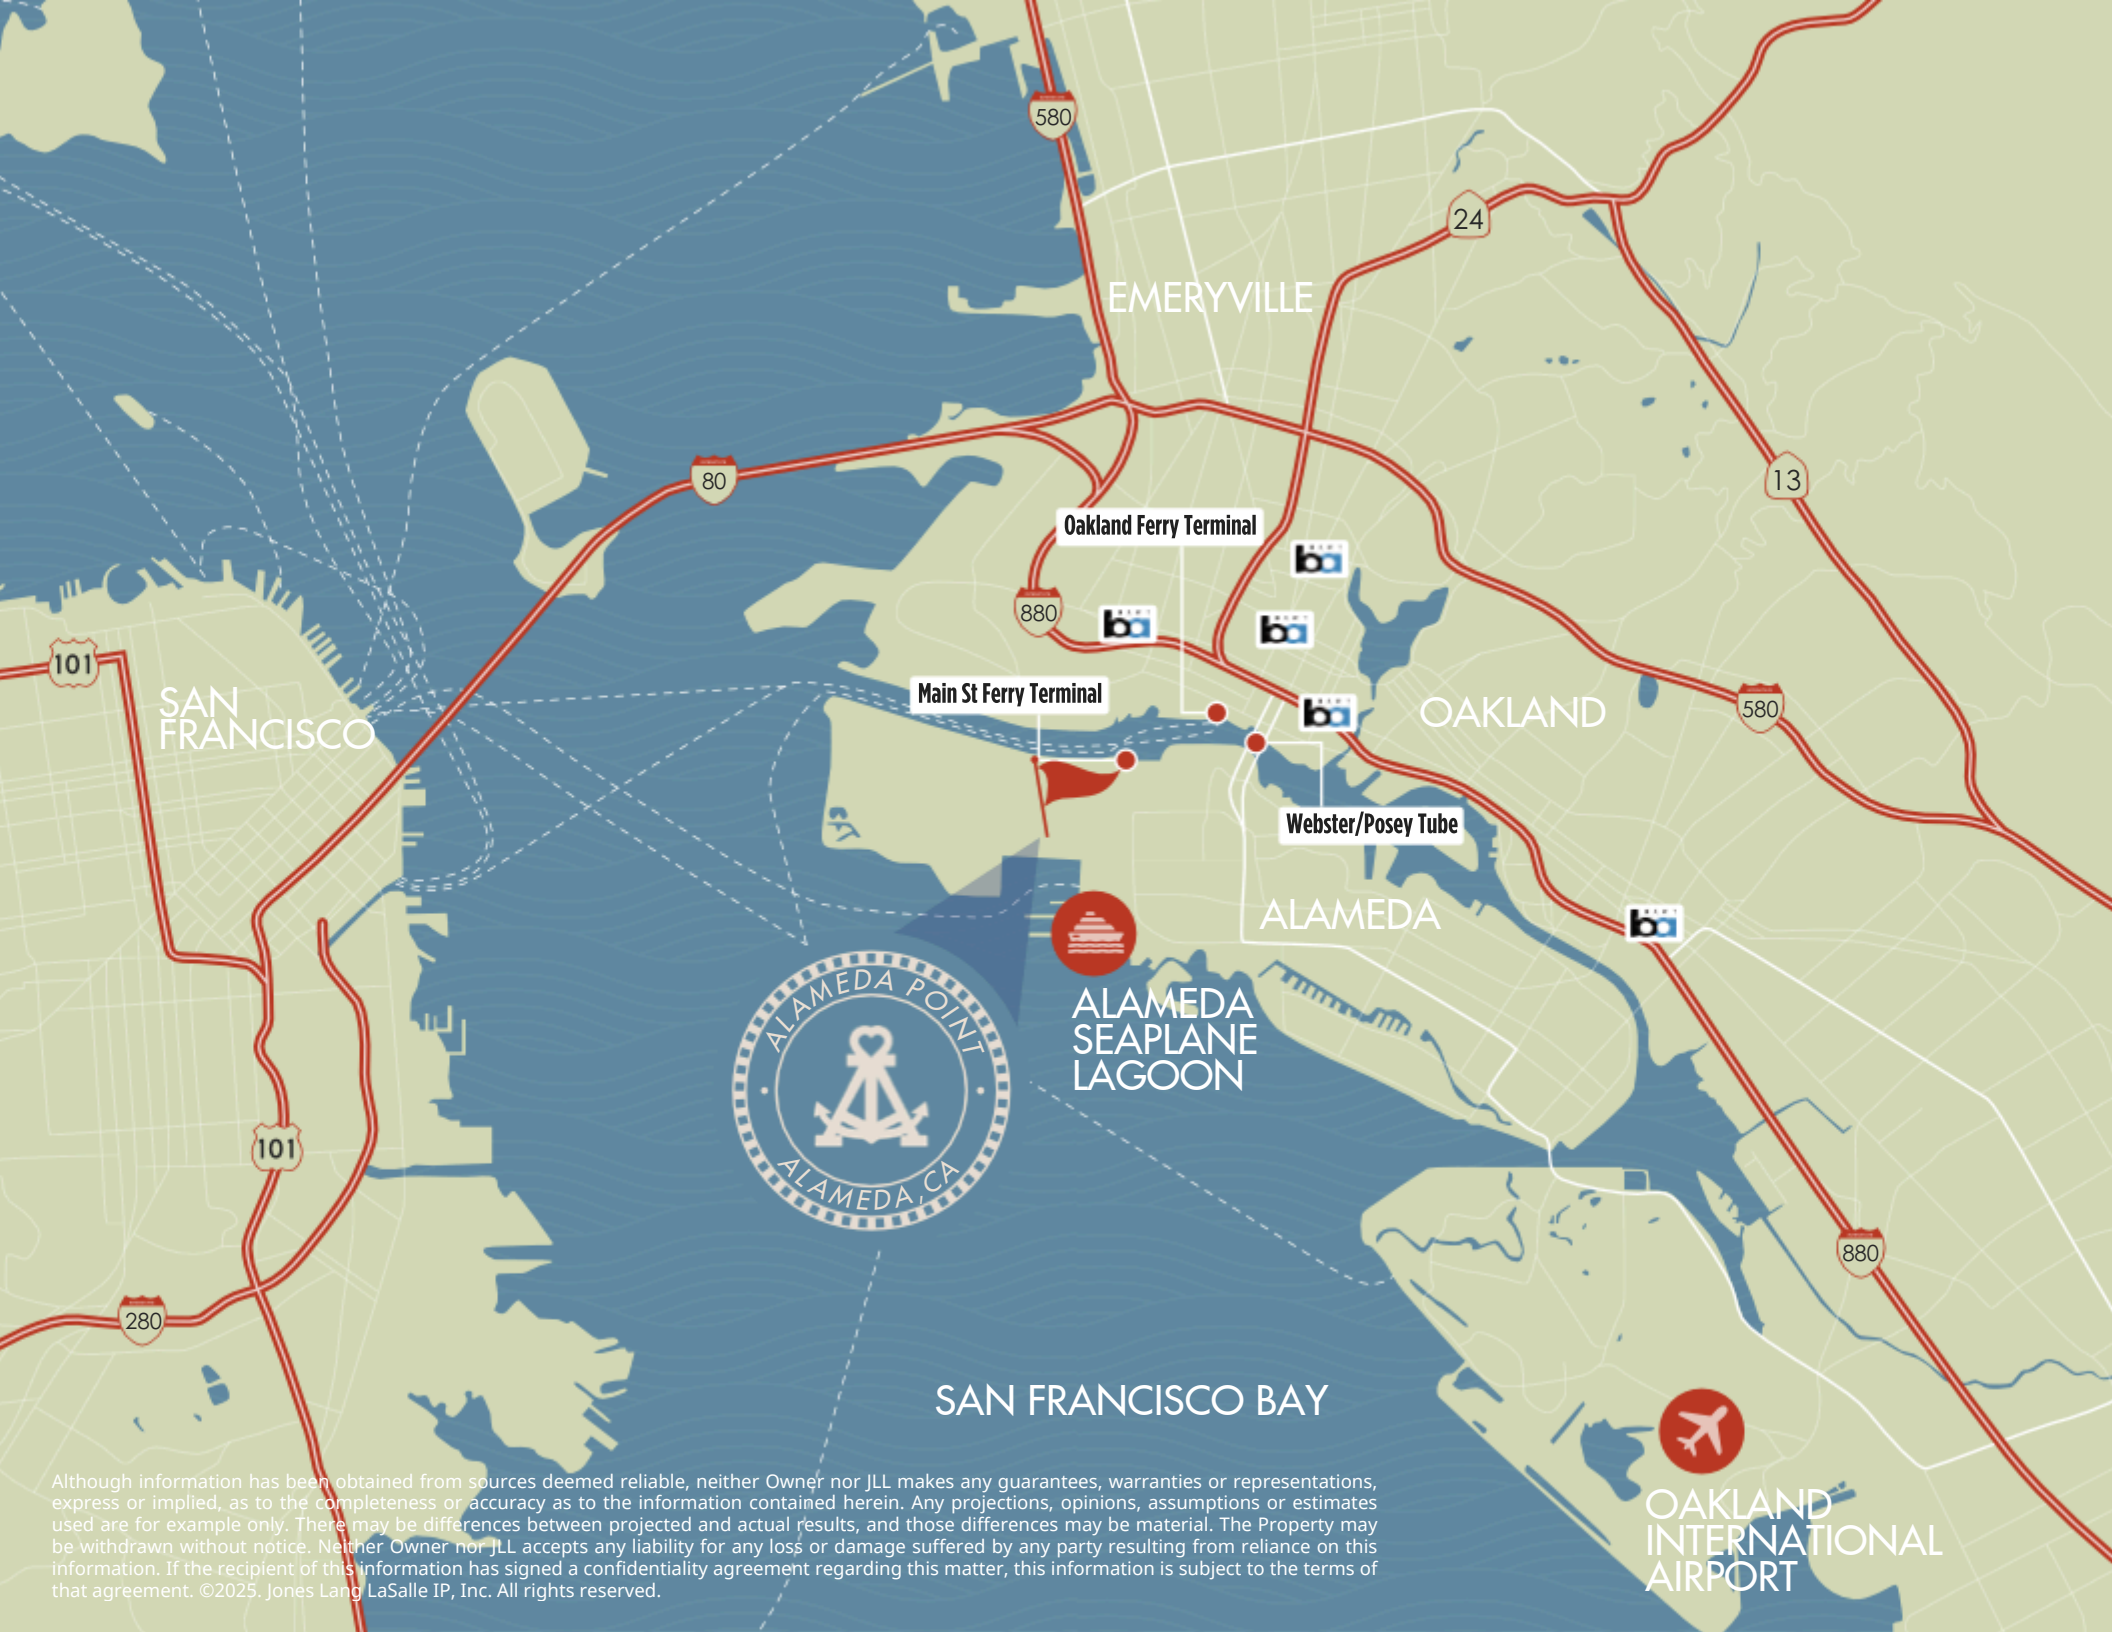 580
24
EMERYVILLE
80
13
Oakland Ferry Terminal
ba
880
ba
ba
101
SAN
FRANCISCO
Main St Ferry Terminal
ba
OAKLAND
580
Webster/Posey Tube
ALAMEDA
ba
ALAMEDA POINT
ALAMEDA, CA
ALAMEDA
SEAPLANE
LAGOON
101
880
280
SAN FRANCISCO BAY
OAKLAND
INTERNATIONAL
AIRPORT
Although information has been obtained from sources deemed reliable, neither Owner nor JLL makes any guarantees, warranties or representations,
express or implied, as to the completeness or accuracy as to the information contained herein. Any projections, opinions, assumptions or estimates
used are for example only. There may be differences between projected and actual results, and those differences may be material. The Property may
be withdrawn without notice. Neither Owner nor JLL accepts any liability for any loss or damage suffered by any party resulting from reliance on this
information. If the recipient of this information has signed a confidentiality agreement regarding this matter, this information is subject to the terms of
that agreement. ©2025. Jones Lang LaSalle IP, Inc. All rights reserved.